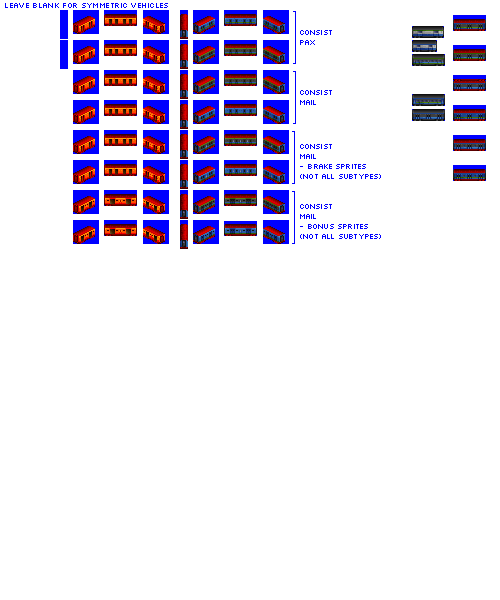 LEAVE BLANK FOR SYMMETRIC VEHICLES
CONSIST
PAX
CONSIST
MAIL
CONSIST
MAIL
- BRAKE SPRITES
(NOT ALL SUBTYPES)
CONSIST
MAIL
- BONUS SPRITES
(NOT ALL SUBTYPES)